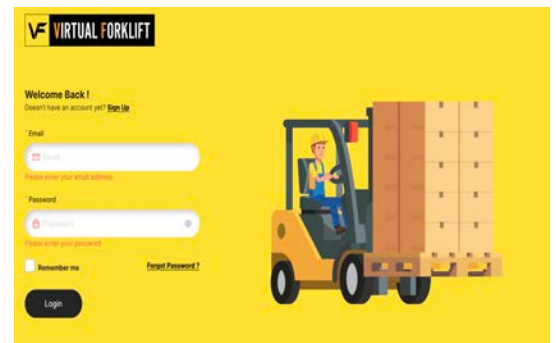 VF VIRTUAL FORKLIFT
Welcome Back !
Doesn't have an account yet? Sign Up
* Email
Email
Please enter your email address
* Password
Password
Please enter your password
Remember me Forgot Password ?
Login